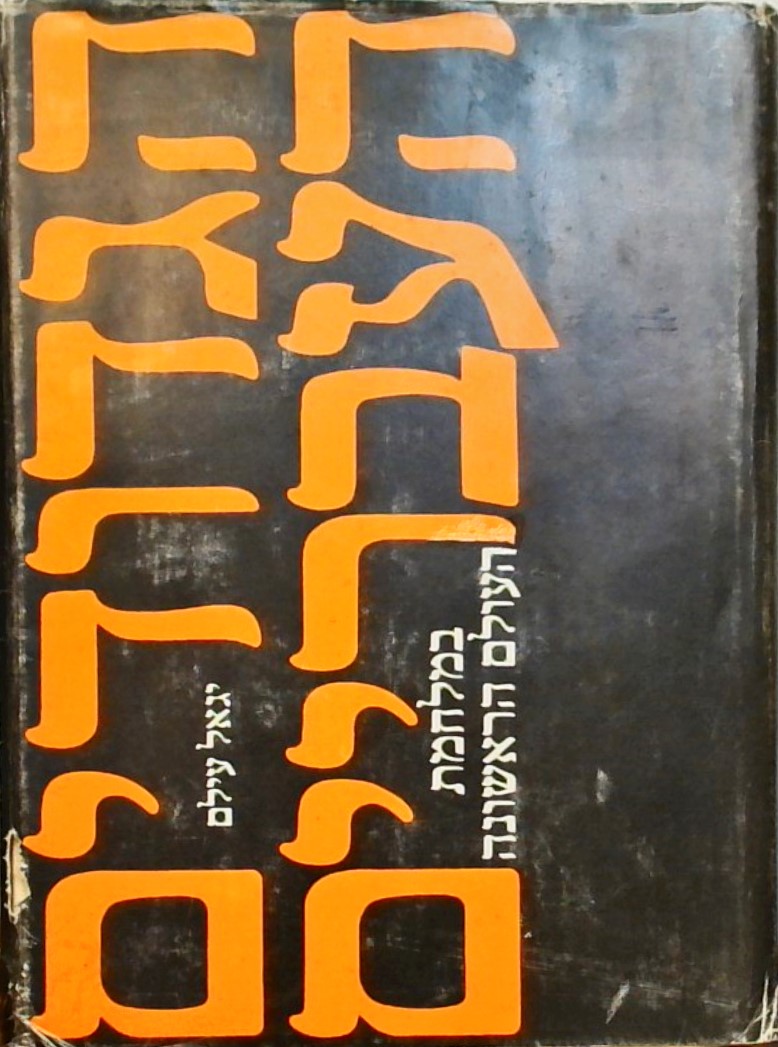 הגדודים
יגאל עילם
העבריים
במלחמת
העולם הראשונה